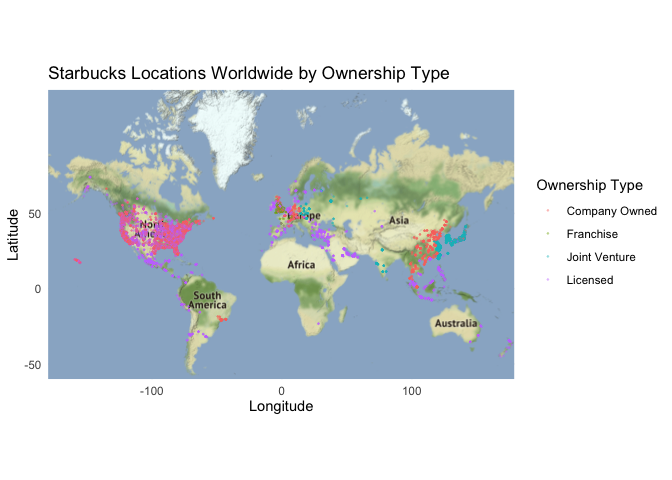 Starbucks Locations Worldwide by Ownership Type
Latitude
50
0
-50
North
America
Europe
Asia
Africa
South
America
Australia
-100
0
100
Longitude
Ownership Type
Company Owned
Franchise
Joint Venture
Licensed